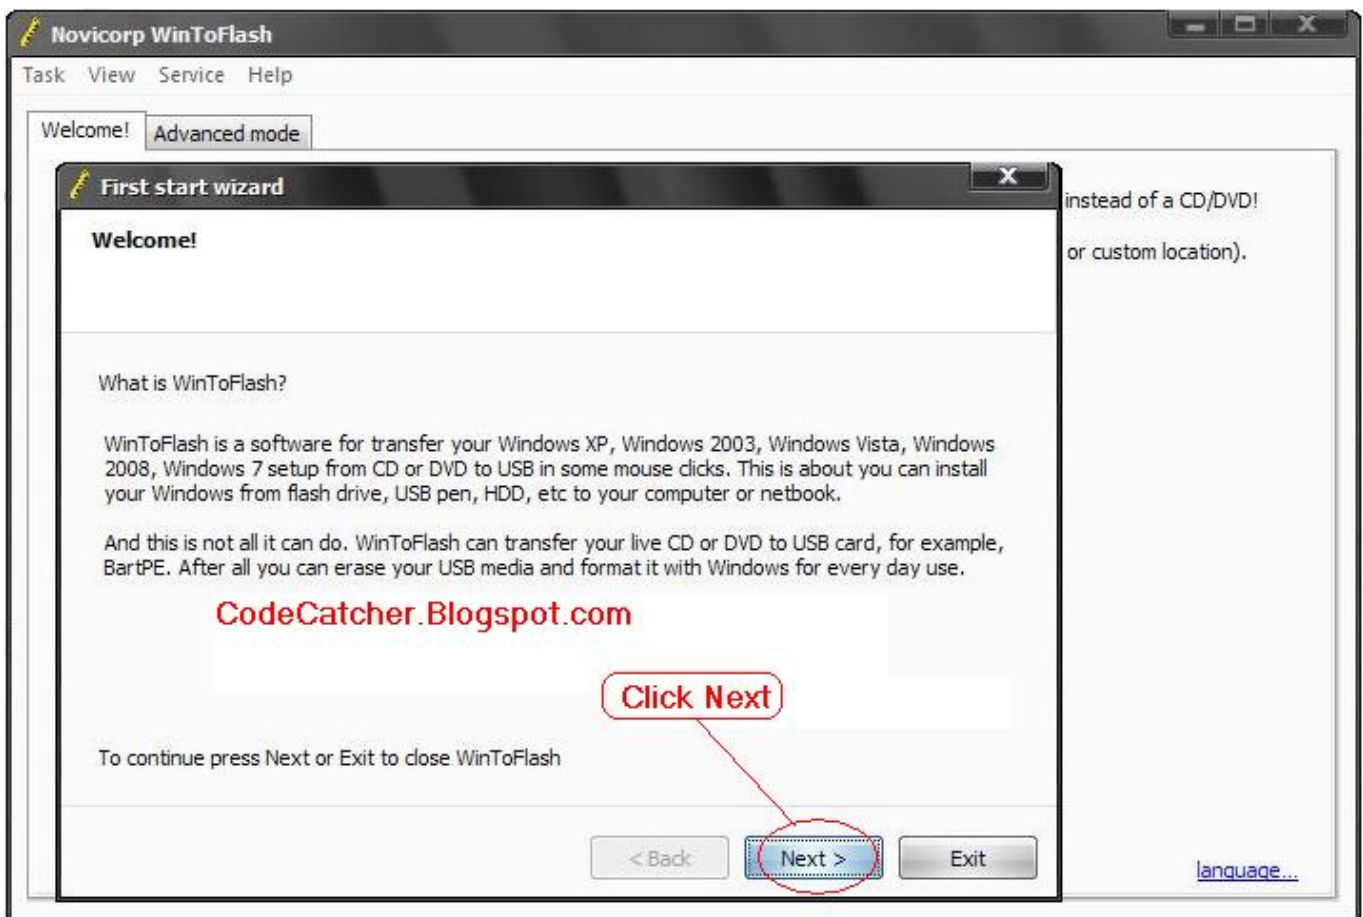 Novicorp WinToFlash
Task View Service Help
Welcome! Advanced mode
First start wizard
X
instead of a CD/DVD!
Welcome!
or custom location).
What is WinToFlash?
WinToFlash is a software for transfer your Windows XP, Windows 2003, Windows Vista, Windows
2008, Windows 7 setup from CD or DVD to USB in some mouse clicks. This is about you can install
your Windows from flash drive, USB pen, HDD, etc to your computer or netbook.
And this is not all it can do. WinToFlash can transfer your live CD or DVD to USB card, for example,
BartPE. After all you can erase your USB media and format it with Windows for every day use.
CodeCatcher.Blogspot.com
Click Next
To continue press Next or Exit to close WinToFlash
< Back Next > Exit
language...